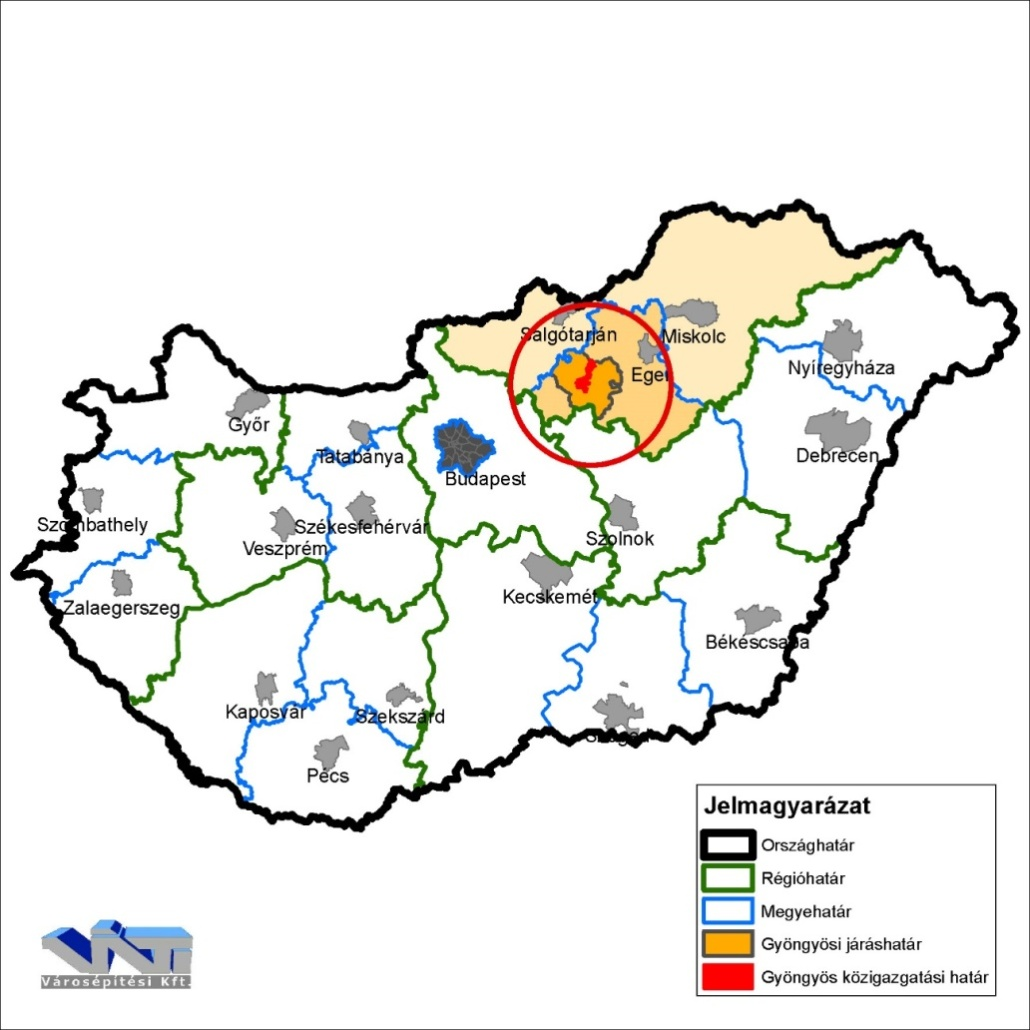 Salgótarján
Miskolc
Eger
Nyíregyháza
Győr
Debrecen
Tatabánya
Budapest
Szombathely
Székesfehérvár
Veszprém
Szolnok
Zalaegerszeg
Kecskemét
Békéscsaba
Kaposvár
Szekszárd
Pécs
Jelmagyarázat
Országhatár
Régióhatár
Megyehatár
Gyöngyösi járáshatár
Gyöngyös közigazgatási határ
VÁTI
Városépítési Kft.